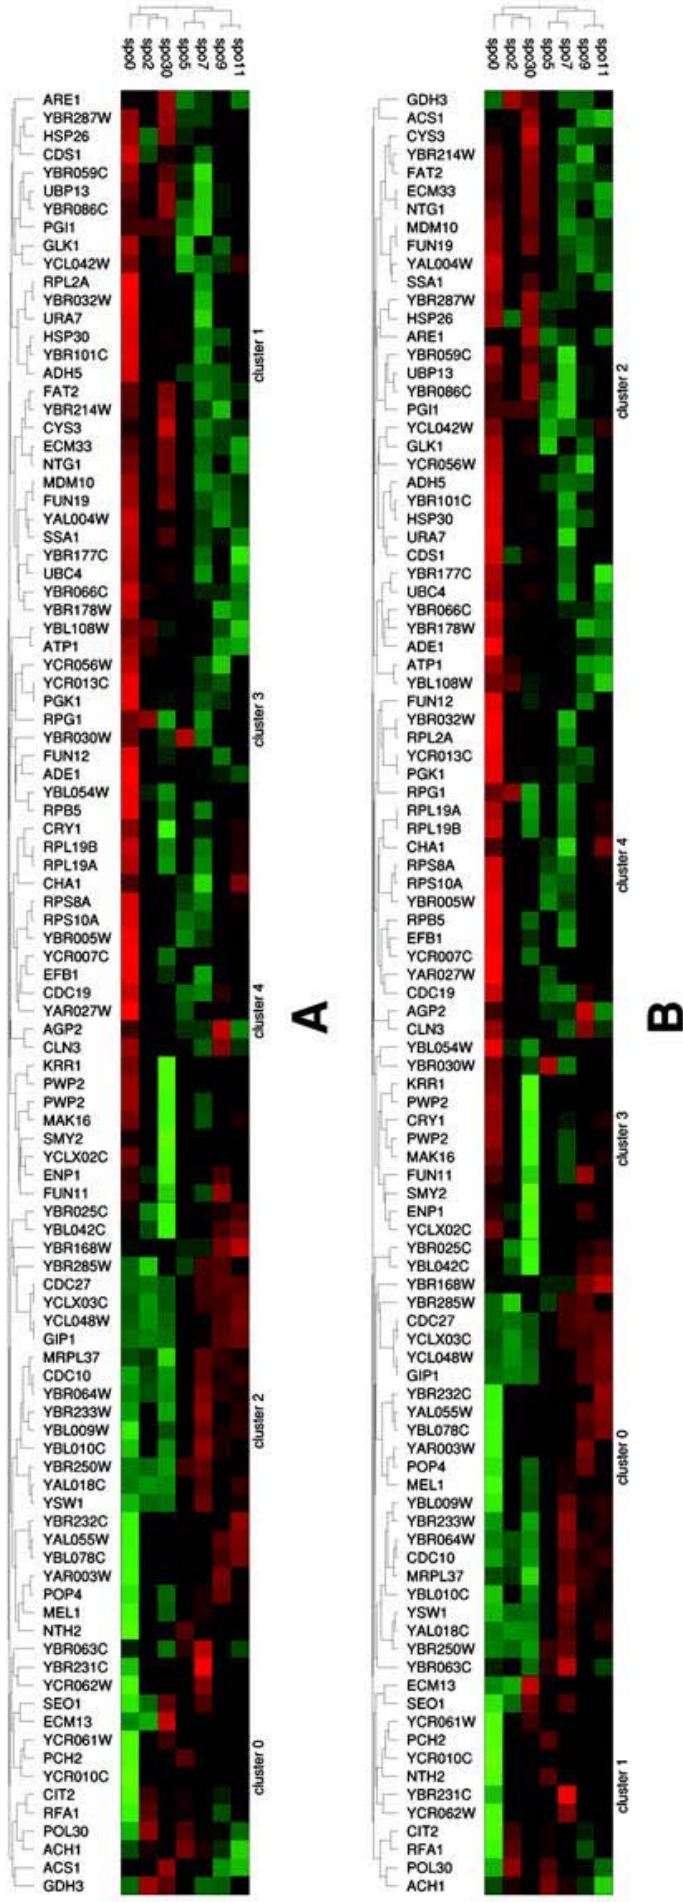 spo0
spo2
spo30
spo5
spo7
spo9
spo11
ARE1
YBR287W
HSP26
CDS1
YBR059C
UBP13
YBR086C
PGI1
GLK1
YCL042W
RPL2A
YBR032W
URA7
HSP30
YBR101C
ADH5
FAT2
YBR214W
CYS3
ECM33
NTG1
MDM10
FUN19
YAL004W
SSA1
YBR177C
UBC4
YBR066C
YBR178W
YBL108W
ATP1
YCR056W
YCR013C
PGK1
RPG1
YBR030W
FUN12
ADE1
YBL054W
RPB5
CRY1
RPL19B
RPL19A
CHA1
RPS8A
RPS10A
YBR005W
YCR007C
EFB1
CDC19
YAR027W
AGP2
CLN3
KRR1
PWP2
PWP2
MAK16
SMY2
YCLX02C
ENP1
FUN11
YBR025C
YBL042C
YBR168W
YBR285W
CDC27
YCLX03C
YCL048W
GIP1
MRPL37
CDC10
YBR064W
YBR233W
YBL009W
YBL010C
YBR250W
YAL018C
YSW1
YBR232C
YAL055W
YBL078C
YAR003W
POP4
MEL1
NTH2
YBR063C
YBR231C
YCR062W
SEO1
ECM13
YCR061W
PCH2
YCR010C
CIT2
RFA1
POL30
ACH1
ACS1
GDH3
cluster 1
cluster 3
cluster 4
cluster 2
cluster 0
A
spo0
spo2
spo30
spo5
spo7
spo9
spo11
GDH3
ACS1
CYS3
YBR214W
FAT2
ECM33
NTG1
MDM10
FUN19
YAL004W
SSA1
YBR287W
HSP26
ARE1
YBR059C
UBP13
YBR086C
PGI1
YCL042W
GLK1
YCR056W
ADH5
YBR101C
HSP30
URA7
CDS1
YBR177C
UBC4
YBR066C
YBR178W
ADE1
ATP1
YBL108W
FUN12
YBR032W
RPL2A
YCR013C
PGK1
RPG1
RPL19A
RPL19B
CHA1
RPS8A
RPS10A
YBR005W
RPB5
EFB1
YCR007C
YAR027W
CDC19
AGP2
CLN3
YBL054W
YBR030W
KRR1
PWP2
CRY1
PWP2
MAK16
FUN11
SMY2
ENP1
YCLX02C
YBR025C
YBL042C
YBR168W
YBR285W
CDC27
YCLX03C
YCL048W
GIP1
YBR232C
YAL055W
YBL078C
YAR003W
POP4
MEL1
YBL009W
YBR233W
YBR064W
CDC10
MRPL37
YBL010C
YSW1
YAL018C
YBR250W
YBR063C
ECM13
SEO1
YCR061W
PCH2
YCR010C
NTH2
YBR231C
YCR062W
CIT2
RFA1
POL30
ACH1
cluster 2
cluster 4
cluster 3
cluster 0
cluster 1
B